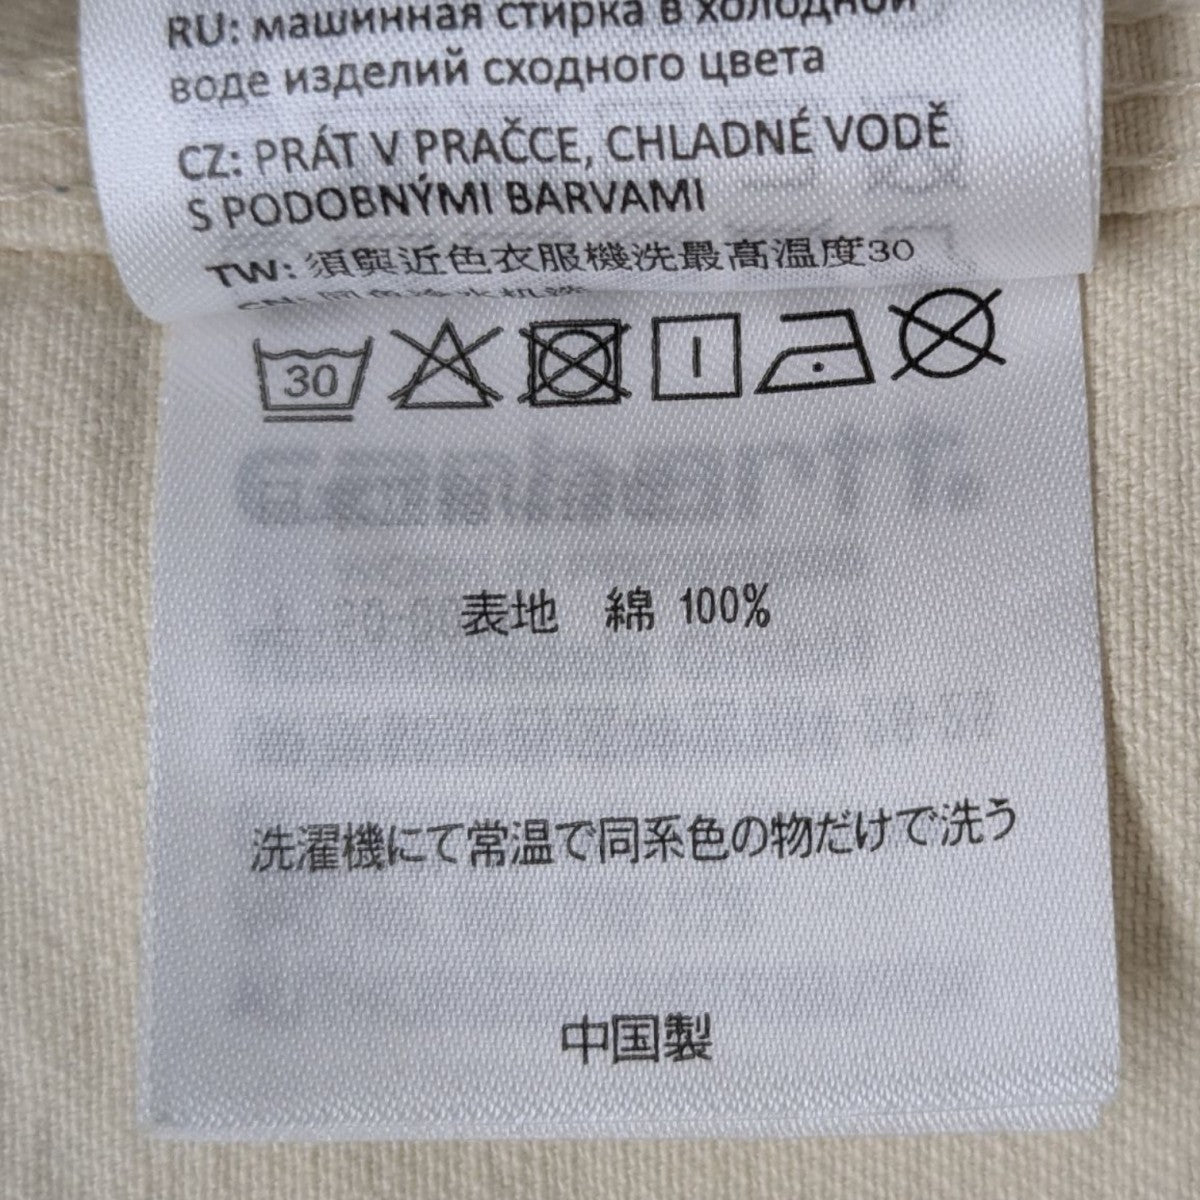 RU: машинная стирка в холодной
воде изделий сходного цвета
CZ: PRÁT V PRAČCE, CHLADNÉ VODĚ
S PODOBNÝMI BARVAMI
TW: 須與近色衣服機洗最高溫度30
30
表地 綿 100%
洗濯機にて常温で同系色の物だけで洗う
中国製